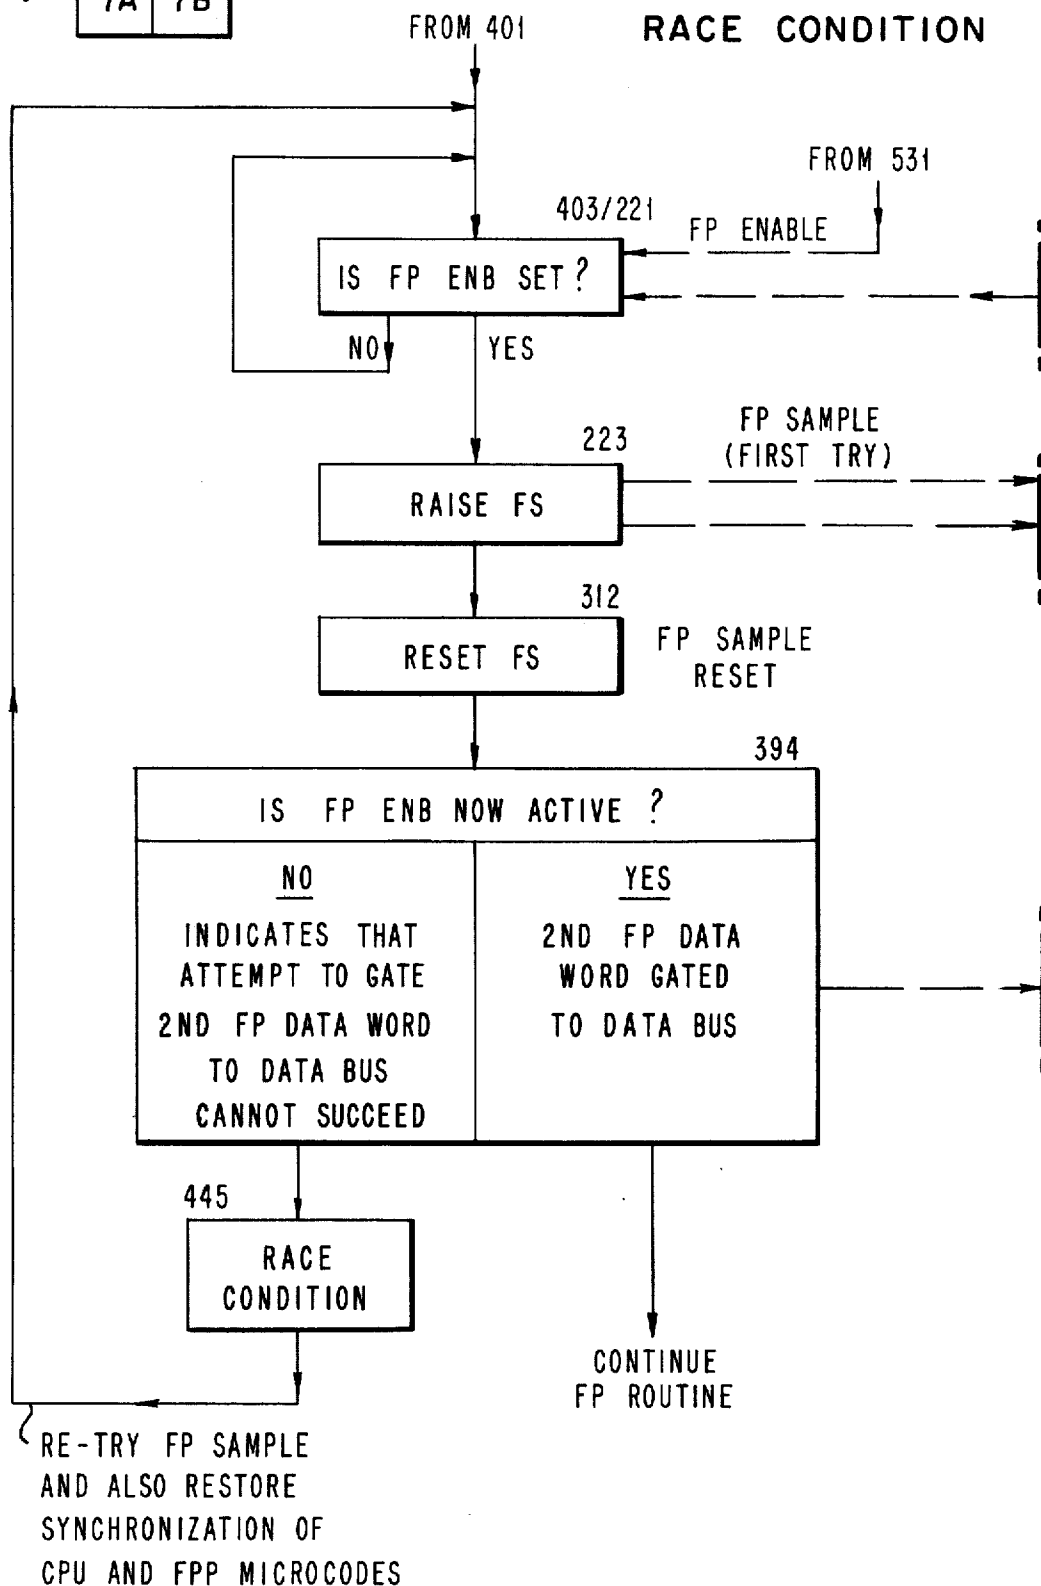 7A 7B
FROM 401
RACE CONDITION
FROM 531
403/221
FP ENABLE
IS FP ENB SET?
NO
YES
FP SAMPLE
(FIRST TRY)
223
RAISE FS
312
RESET FS
FP SAMPLE
RESET
394
IS FP ENB NOW ACTIVE ?
NO
INDICATES THAT
ATTEMPT TO GATE
2ND FP DATA WORD
TO DATA BUS
CANNOT SUCCEED
YES
2ND FP DATA
WORD GATED
TO DATA BUS
445
RACE
CONDITION
CONTINUE
FP ROUTINE
RE-TRY FP SAMPLE
AND ALSO RESTORE
SYNCHRONIZATION OF
CPU AND FPP MICROCODES